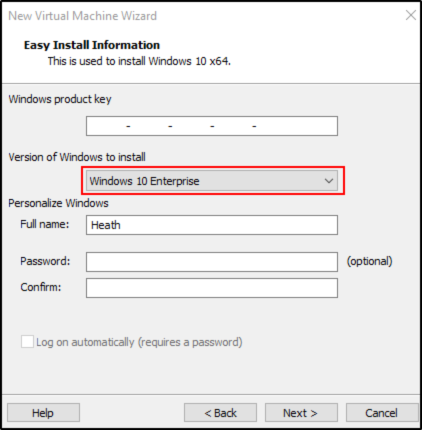 New Virtual Machine Wizard
Easy Install Information
This is used to install Windows 10 x64.
Windows product key
- - - -
Version of Windows to install
Windows 10 Enterprise
Personalize Windows
Full name: Heath
Password: (optional)
Confirm:
Log on automatically (requires a password)
Help < Back Next > Cancel